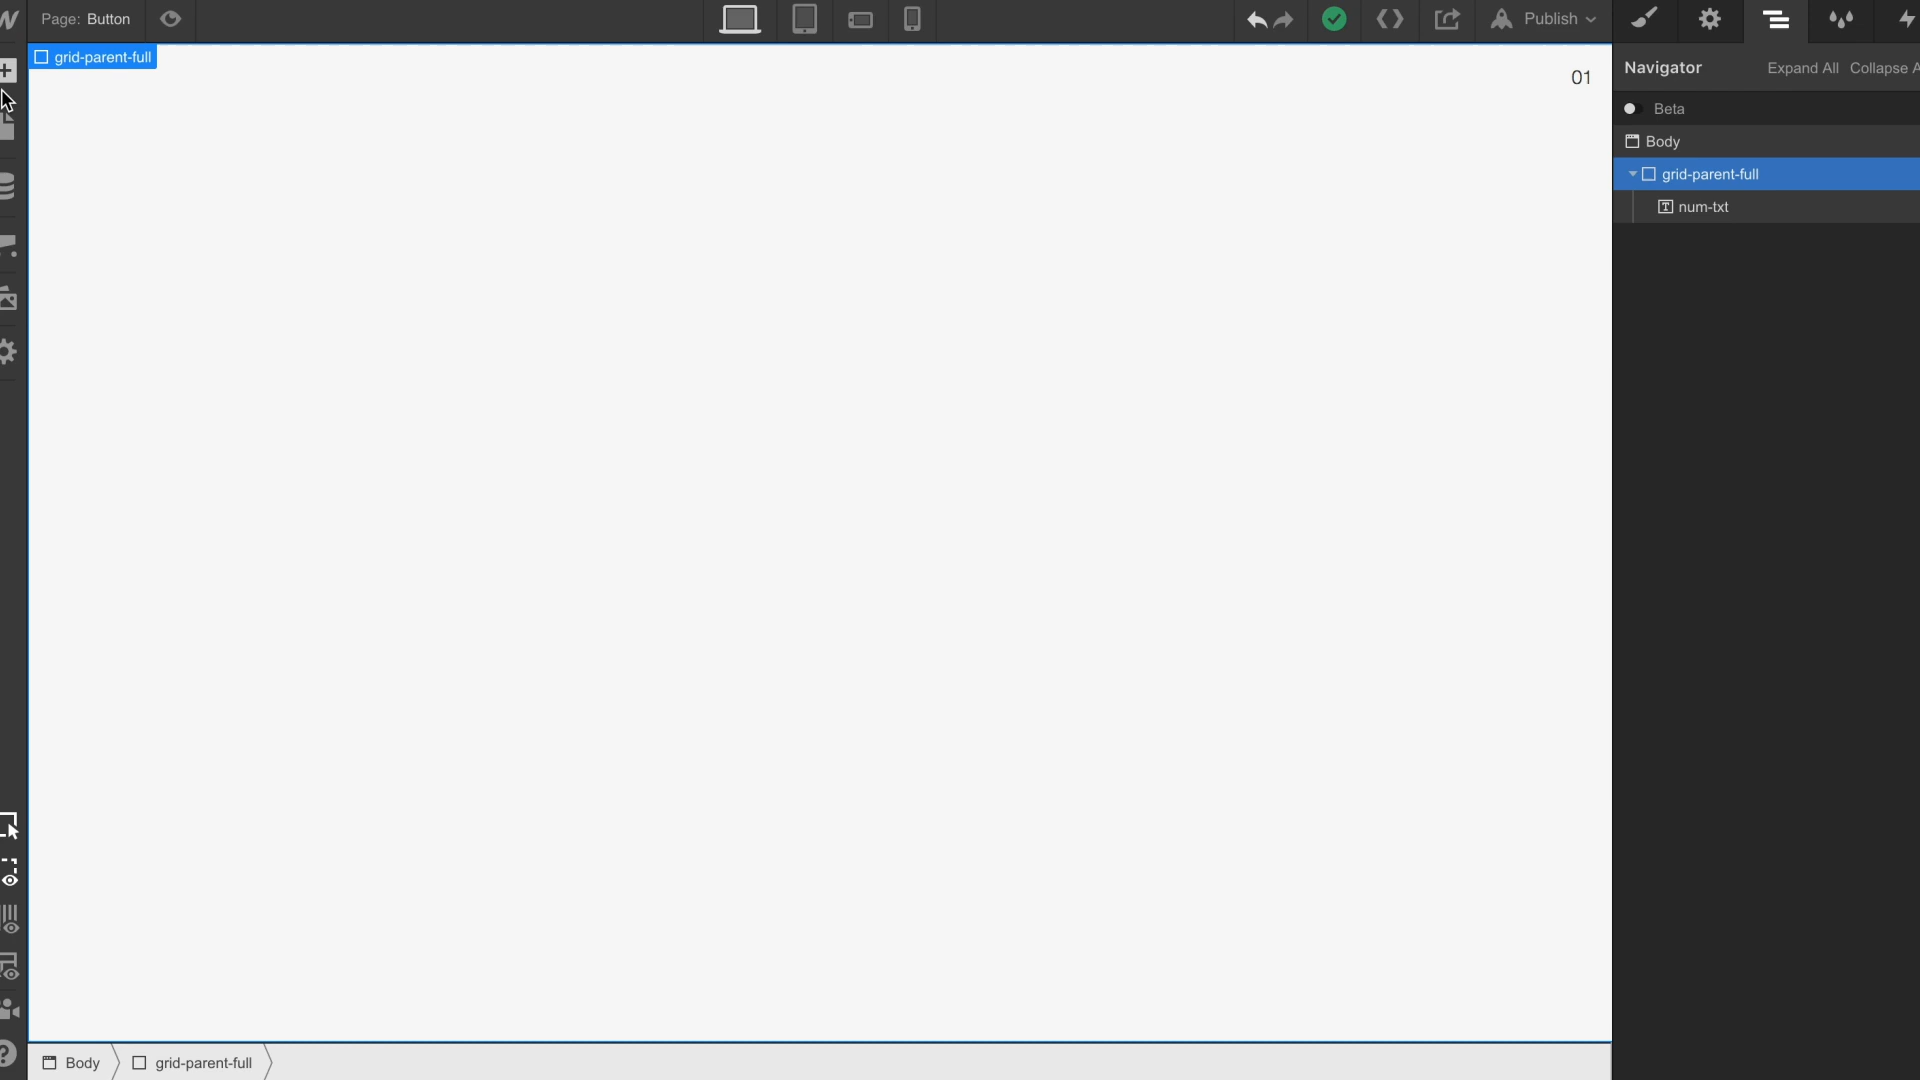 Page: Button
Publish
grid-parent-full
01
Navigator
Expand All
Collapse A
Beta
Body
grid-parent-full
num-txt
Body
grid-parent-full